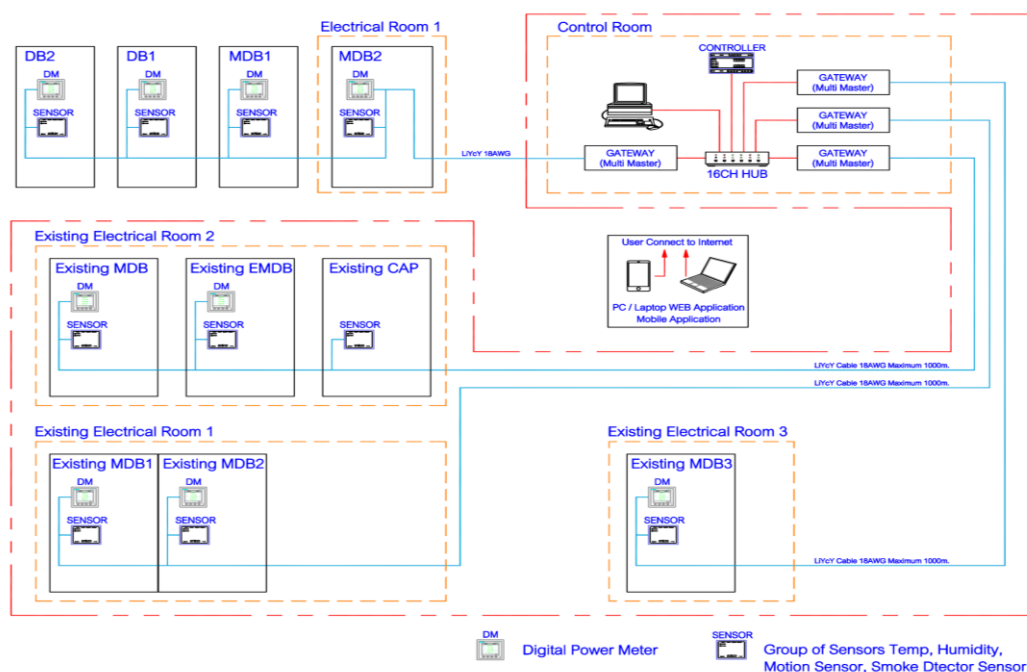 Electrical Room 1
Control Room
DB2
DM
SENSOR
DB1
DM
SENSOR
MDB1
DM
SENSOR
MDB2
DM
SENSOR
LiYcY 18AWG
CONTROLLER
GATEWAY
(Multi Master)
GATEWAY
(Multi Master)
GATEWAY
(Multi Master)
GATEWAY
(Multi Master)
16CH HUB
Existing Electrical Room 2
Existing MDB
DM
SENSOR
Existing EMDB
DM
SENSOR
Existing CAP
SENSOR
User Connect to Internet
PC / Laptop WEB Application
Mobile Application
LiYcY Cable 18AWG Maximum 1000m.
LiYcY Cable 18AWG Maximum 1000m.
Existing Electrical Room 1
Existing MDB1
DM
SENSOR
Existing MDB2
DM
SENSOR
Existing Electrical Room 3
Existing MDB3
DM
SENSOR
LiYcY Cable 18AWG Maximum 1000m.
DM
Digital Power Meter
SENSOR
Group of Sensors Temp, Humidity,
Motion Sensor, Smoke Dtector Sensor